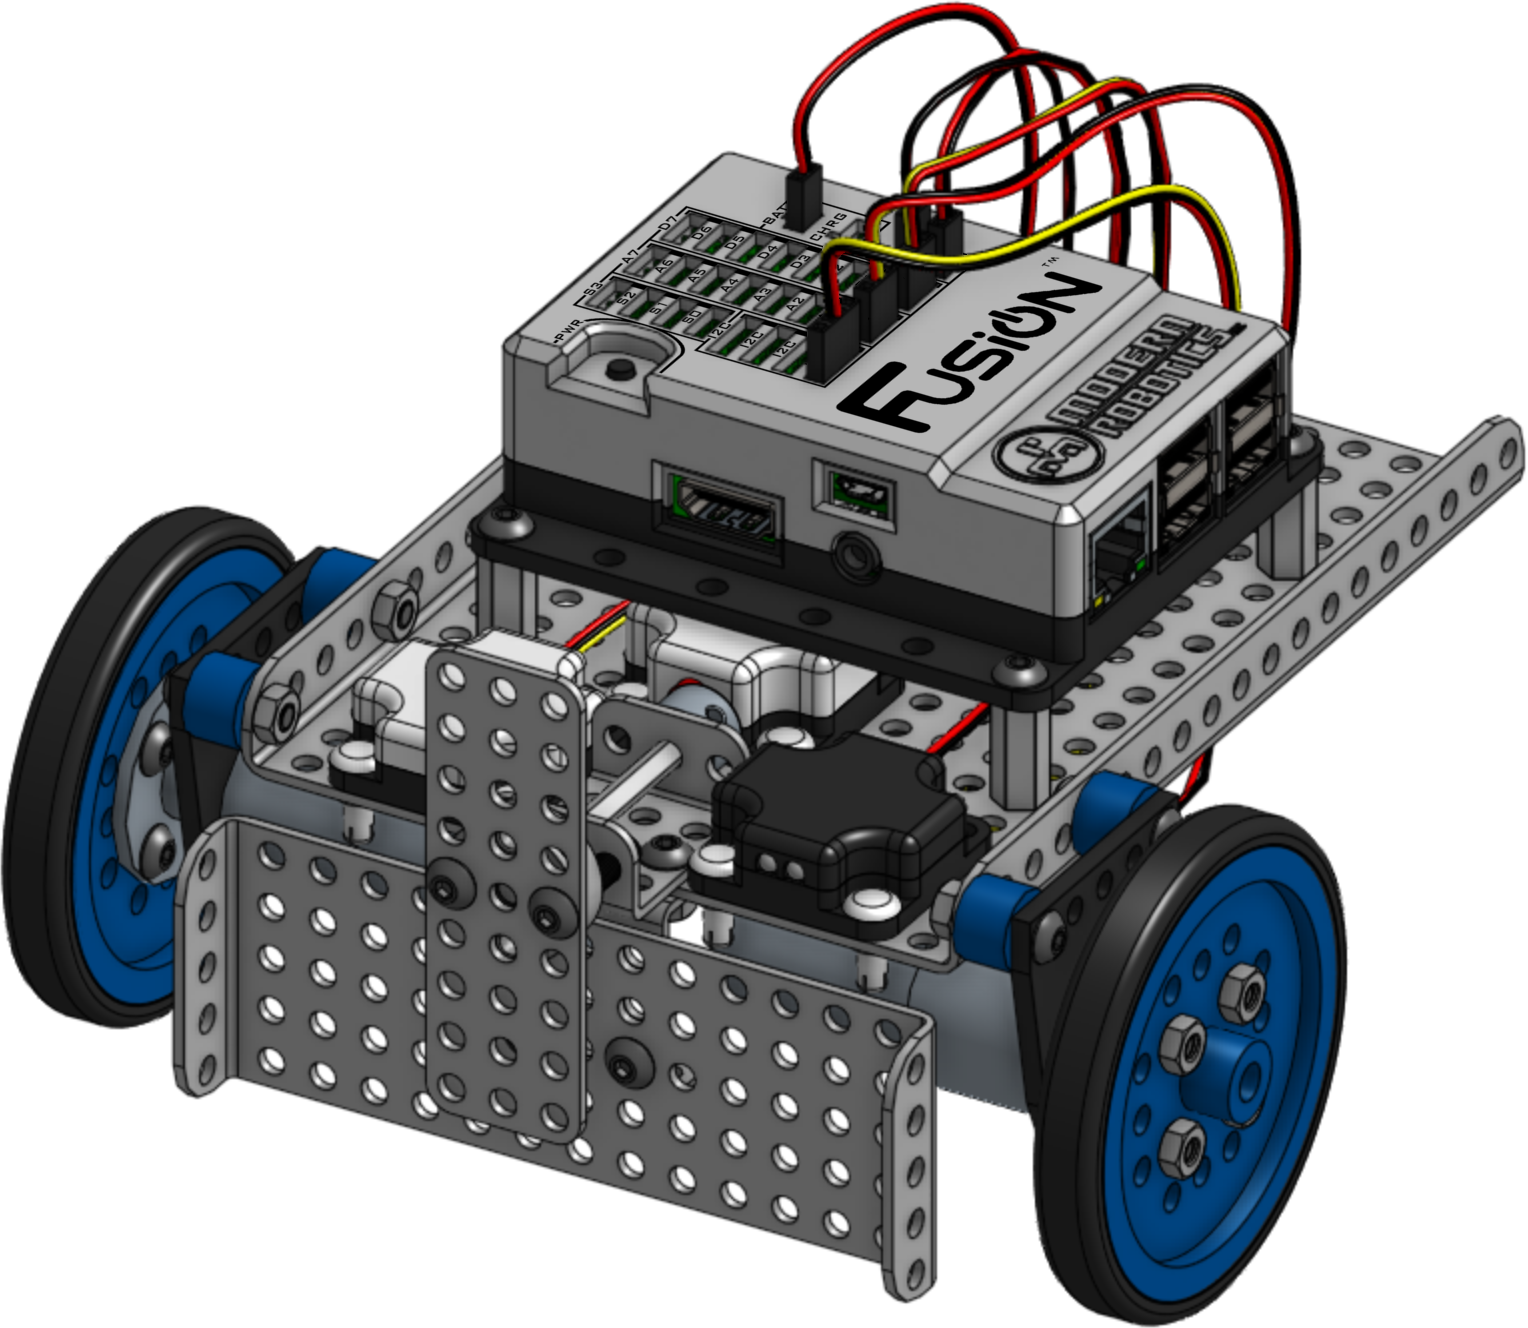 BAT
CHRG
D7 D6 D5 D4 D3
A7 A6 A5 A4 A3 A2
S3 S2 S1 S0
I2C I2C I2C
PWR
FUSION™
MODERN
ROBOTICS